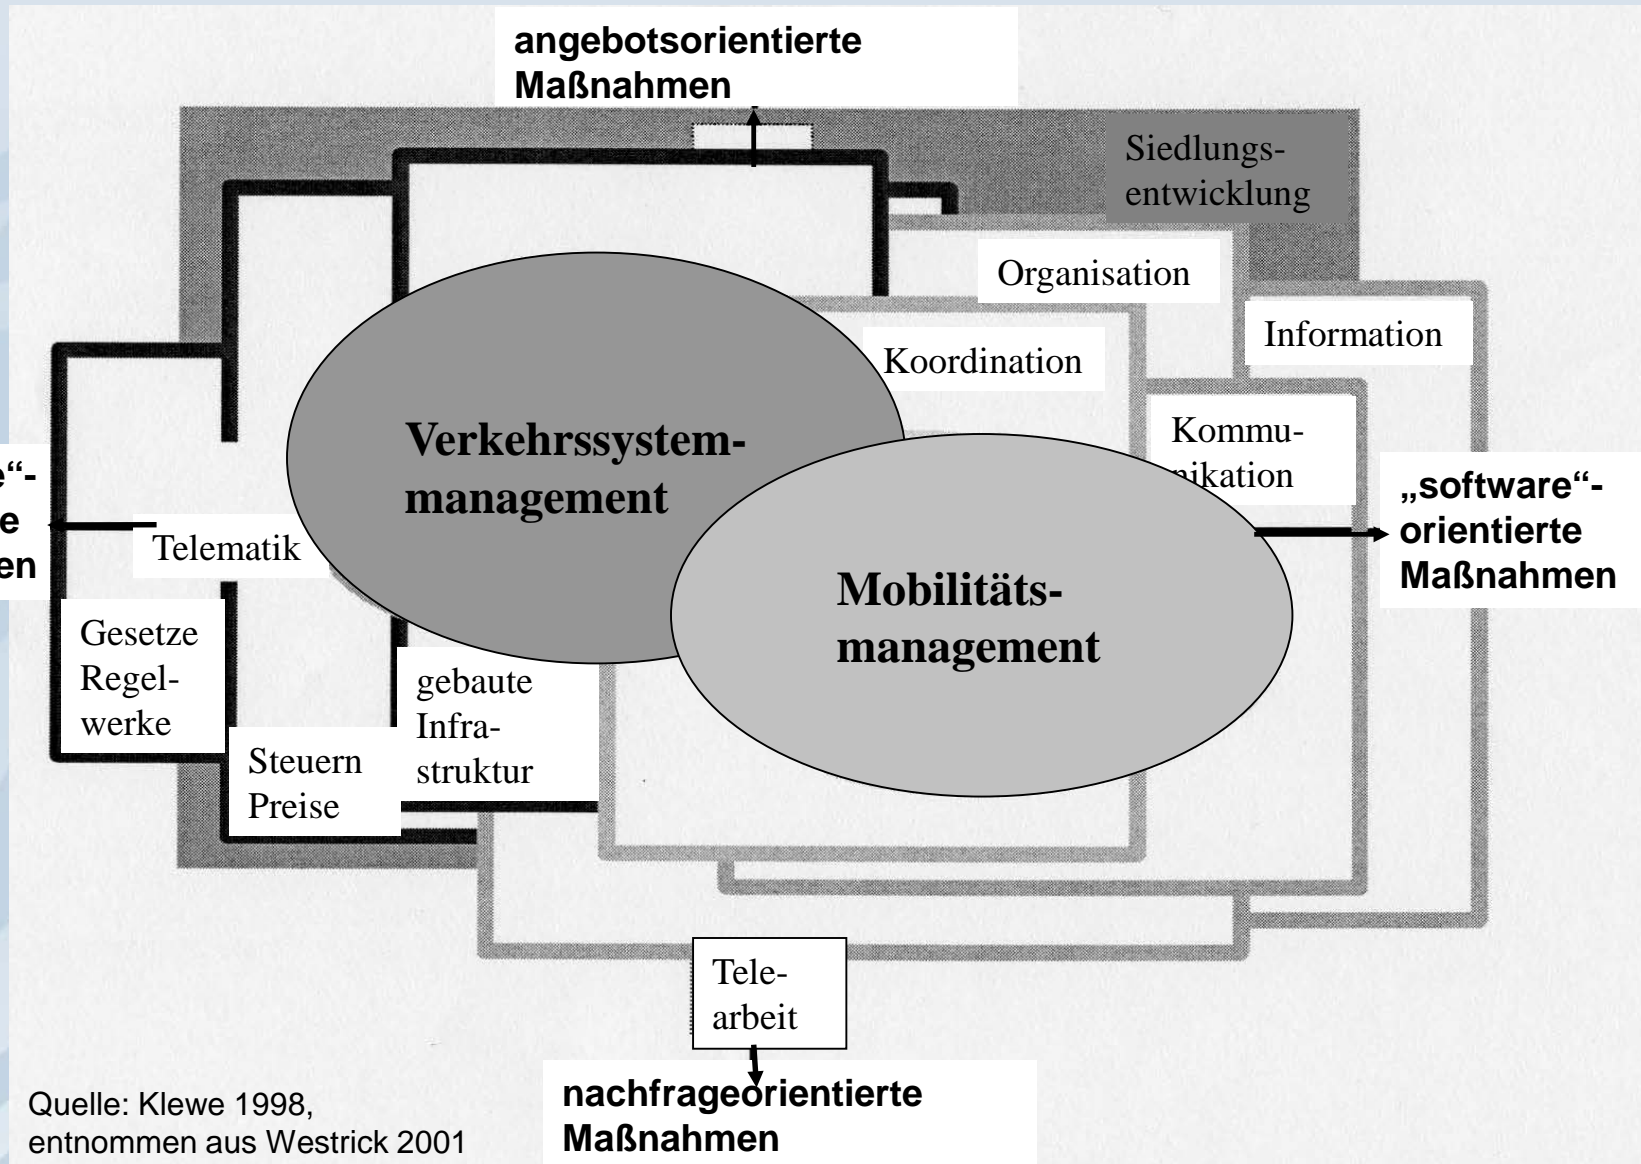 angebotsorientierte
Maßnahmen
Siedlungs-
entwicklung
Organisation
Information
Koordination
Kommu-
nikation
Verkehrssystem-
management
e“-
e
en
„software“-
orientierte
Maßnahmen
Telematik
Mobilitäts-
management
Gesetze
Regel-
werke
gebaute
Infra-
struktur
Steuern
Preise
Tele-
arbeit
nachfrageorientierte
Maßnahmen
Quelle: Klewe 1998,
entnommen aus Westrick 2001